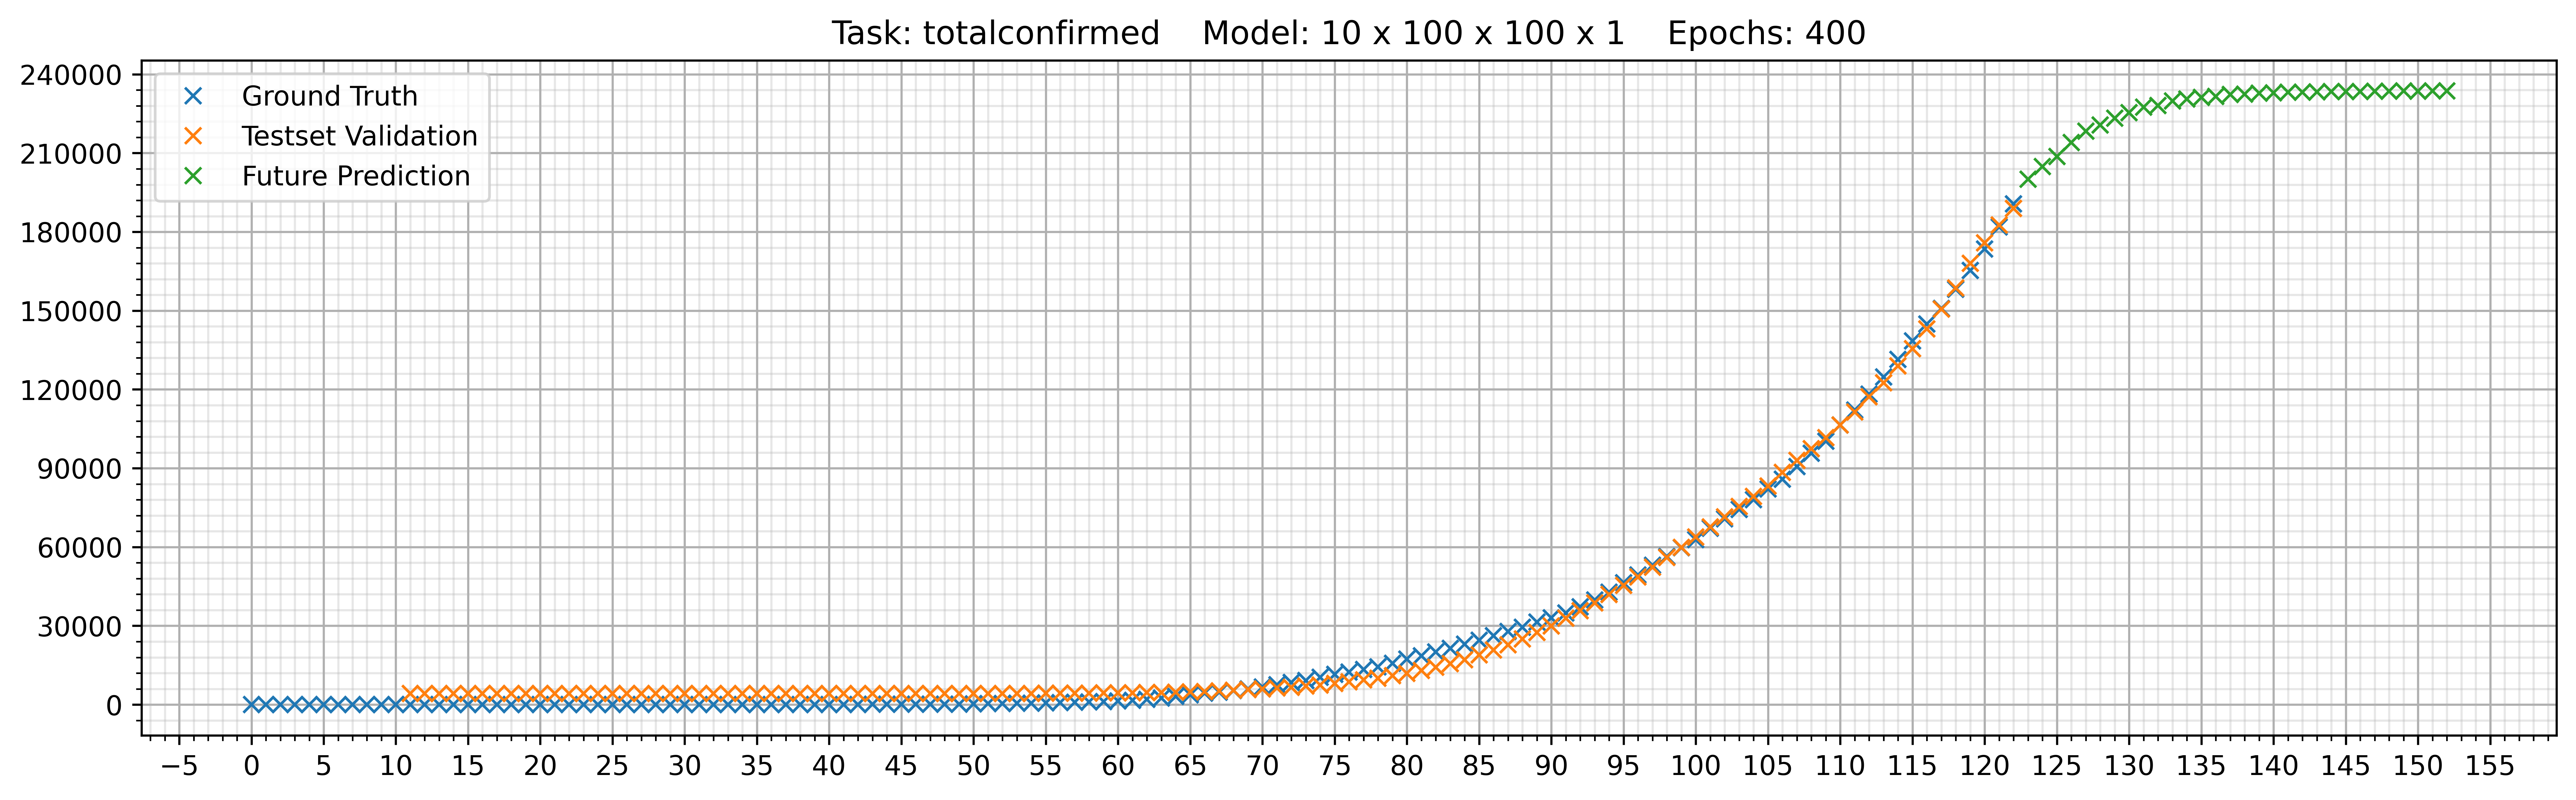 Task: totalconfirmed    Model: 10 x 100 x 100 x 1    Epochs: 400
240000
210000
180000
150000
120000
90000
60000
30000
0
Ground Truth
Testset Validation
Future Prediction
−5 0 5 10 15 20 25 30 35 40 45 50 55 60 65 70 75 80 85 90 95 100 105 110 115 120 125 130 135 140 145 150 155